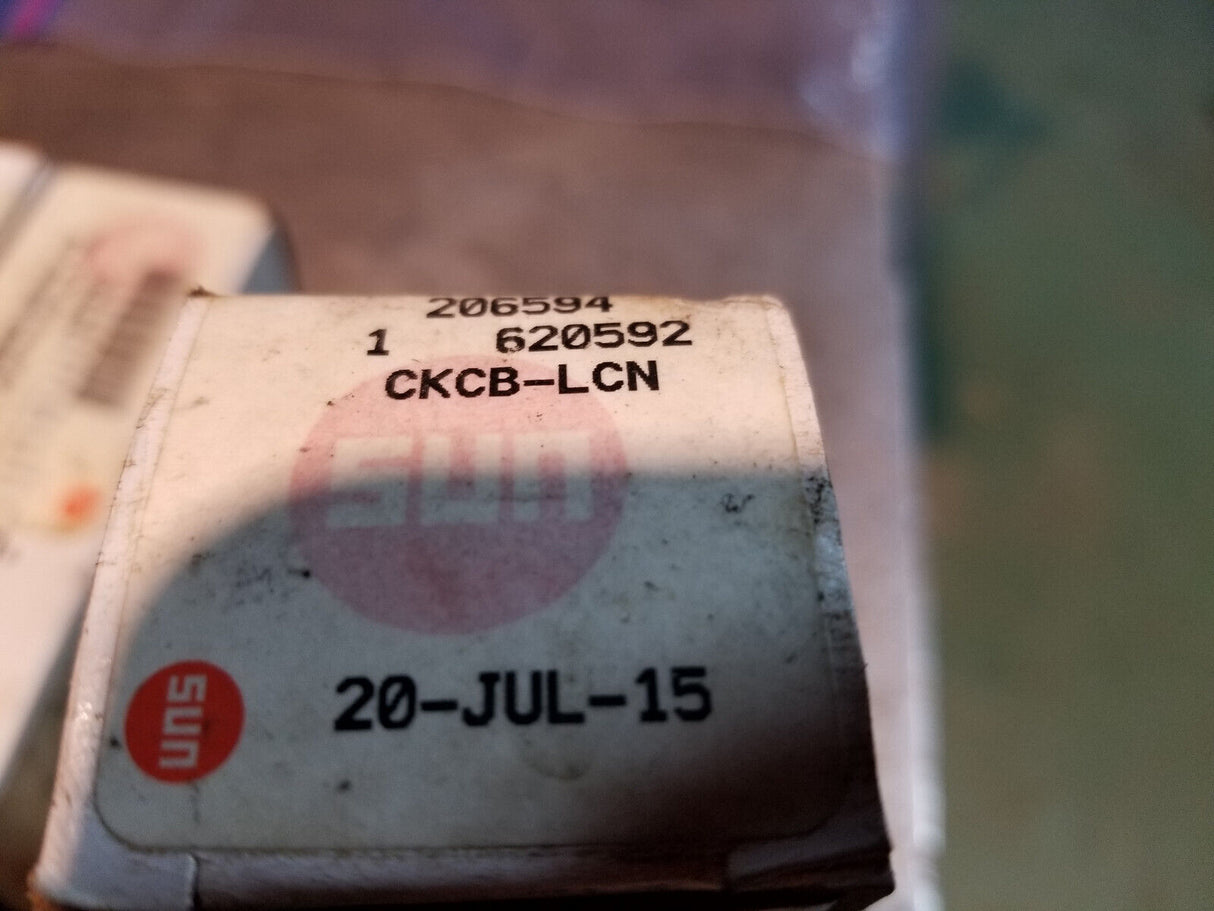 206594
1 620592
CKCB-LCN
sun
20-JUL-15
sun